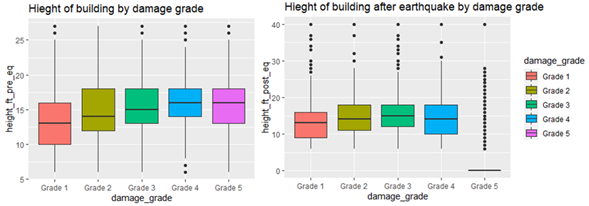 Hieght of building by damage grade
height_ft_pre_eq
25
20
15
10
5
Grade 1 Grade 2 Grade 3 Grade 4 Grade 5
damage_grade
Hieght of building after earthquake by damage grade
height_ft_post_eq
40
30
20
10
0
Grade 1 Grade 2 Grade 3 Grade 4 Grade 5
damage_grade
damage_grade
Grade 1
Grade 2
Grade 3
Grade 4
Grade 5